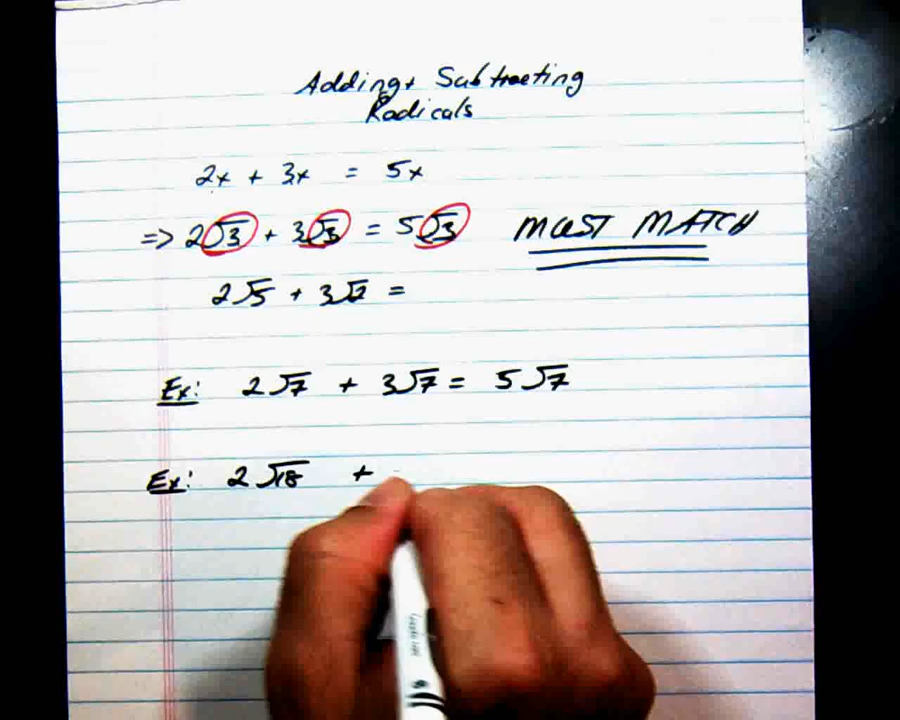 Adding + Subtracting
Radicals
2x + 3x = 5x
=> 2√3 + 3√3 = 5√3 MUST MATCH
2√5 + 3√2 =
Ex: 2√7 + 3√7 = 5√7
Ex: 2√18 +